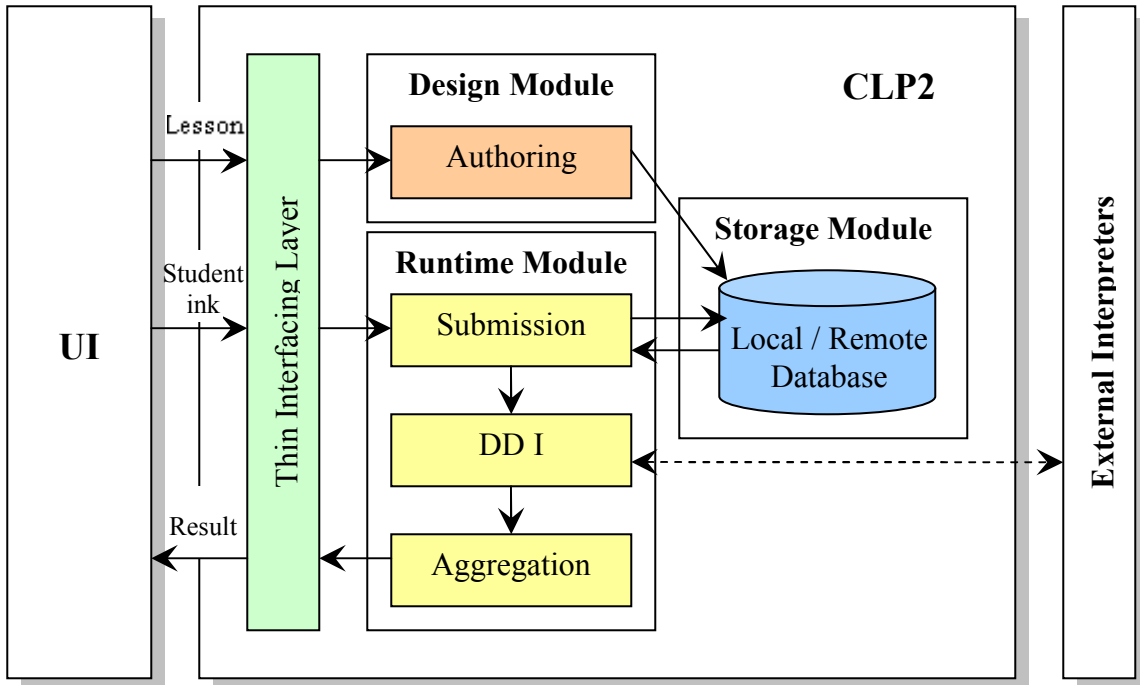 UI
Lesson
Student
ink
Result
Thin Interfacing Layer
CLP2
Design Module
Authoring
Runtime Module
Submission
DD I
Aggregation
Storage Module
Local / Remote
Database
External Interpreters